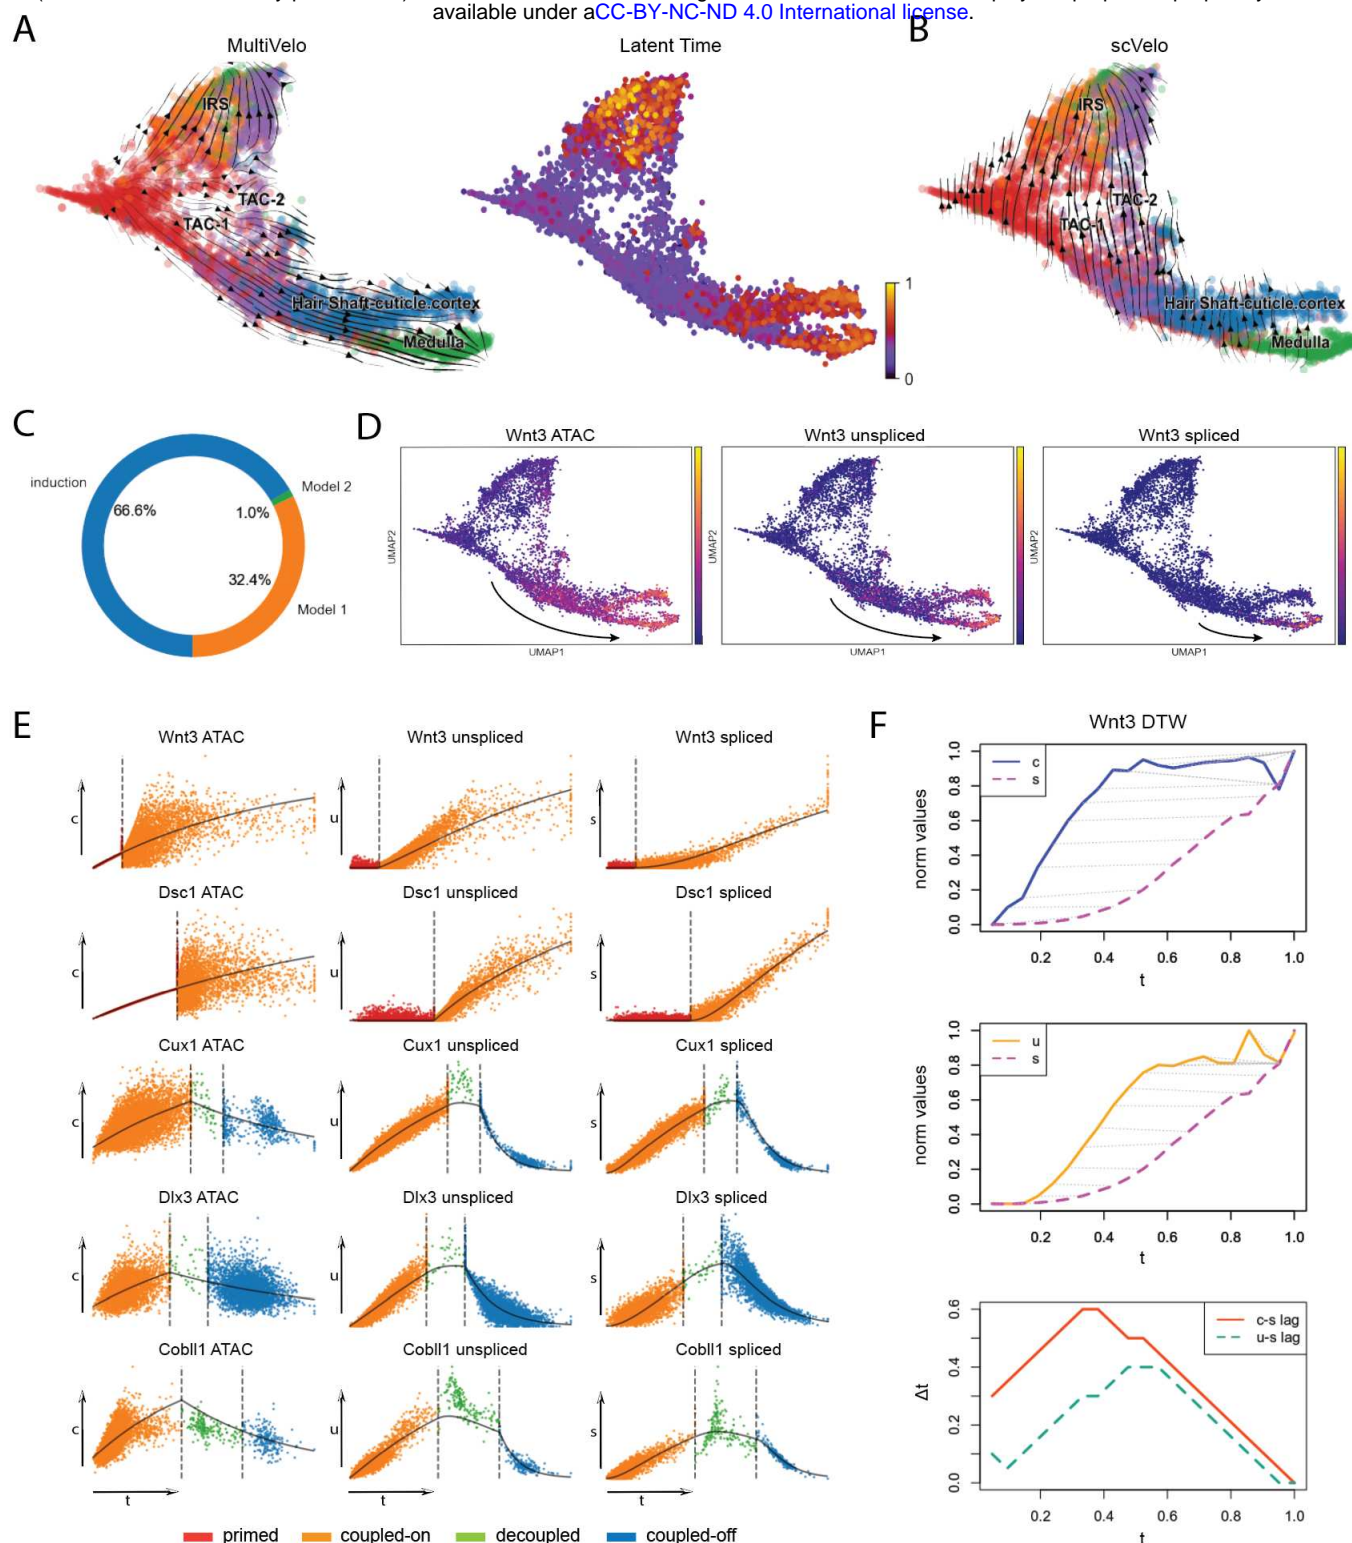 available under aCC-BY-NC-ND 4.0 International license.
A
MultiVelo
Latent Time
B
scVelo
IRS
TAC-2
TAC-1
Hair Shaft-cuticle.cortex
Medulla
1
0
IRS
TAC-2
TAC-1
Hair Shaft-cuticle.cortex
Medulla
C
induction
66.6%
Model 2
1.0%
32.4%
Model 1
D
Wnt3 ATAC
Wnt3 unspliced
Wnt3 spliced
UMAP2
UMAP1
UMAP2
UMAP1
UMAP2
UMAP1
E
Wnt3 ATAC
Wnt3 unspliced
Wnt3 spliced
c
u
s
Dsc1 ATAC
Dsc1 unspliced
Dsc1 spliced
c
u
s
Cux1 ATAC
Cux1 unspliced
Cux1 spliced
c
u
s
Dlx3 ATAC
Dlx3 unspliced
Dlx3 spliced
c
u
s
Cobll1 ATAC
Cobll1 unspliced
Cobll1 spliced
c
u
s
t
t
t
primed
coupled-on
decoupled
coupled-off
F
Wnt3 DTW
c
s
norm values
0.0 0.2 0.4 0.6 0.8 1.0
0.2 0.4 0.6 0.8 1.0
t
u
s
norm values
0.0 0.2 0.4 0.6 0.8 1.0
0.2 0.4 0.6 0.8 1.0
t
c-s lag
u-s lag
Δt
0.0 0.2 0.4 0.6
0.2 0.4 0.6 0.8 1.0
t